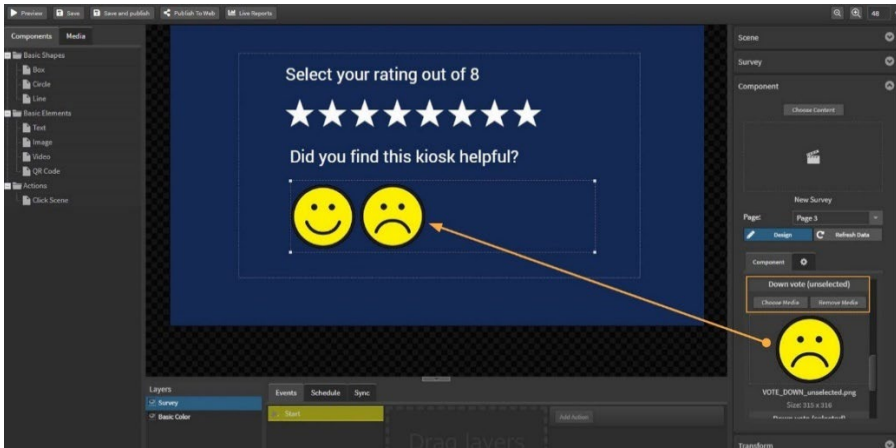 Preview
Save
Save and publish
Publish To Web
Live Reports
48
Components
Media
Basic Shapes
Box
Circle
Line
Basic Elements
Text
Image
Video
QR Code
Actions
Click Scene
Select your rating out of 8
Did you find this kiosk helpful?
Scene
Survey
Component
Choose Content
New Survey
Page:
Page 3
Design
Refresh Data
Component
Down vote (unselected)
Choose Media
Remove Media
VOTE_DOWN_unselected.png
Size: 315 x 316
Down vote (selected)
Transform
Layers
Survey
Basic Color
Events
Schedule
Sync
Start
Drag layers
Add Action